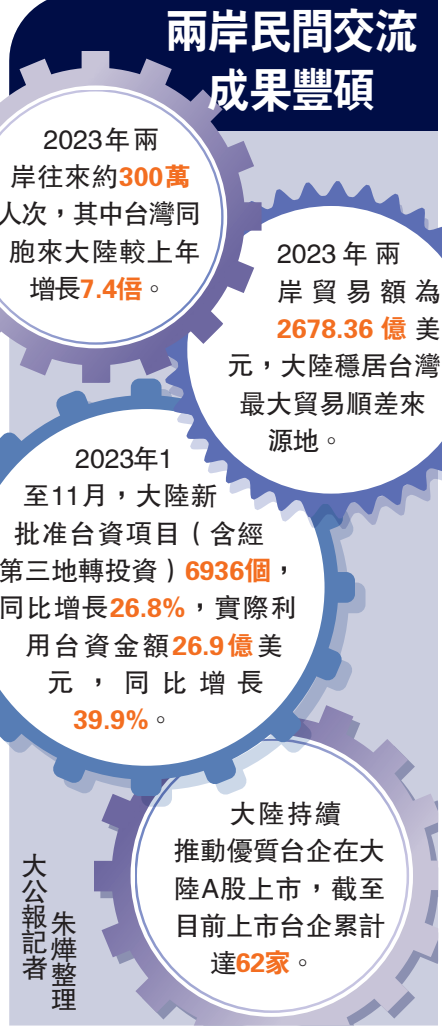 兩岸民間交流
成果豐碩
2023年兩
岸往來約300萬
人次，其中台灣同
胞來大陸較上年
增長7.4倍。
2023年兩
岸貿易額為
2678.36億美
元，大陸穩居台灣
最大貿易順差來
源地。
2023年1
至11月，大陸新
批准台資項目（含經
第三地轉投資）6936個，
同比增長26.8%，實際利
用台資金額26.9億美
元，同比增長
39.9%。
大陸持續
推動優質台企在大
陸A股上市，截至
目前上市台企累計
達62家。
大公報記者
朱燁整理